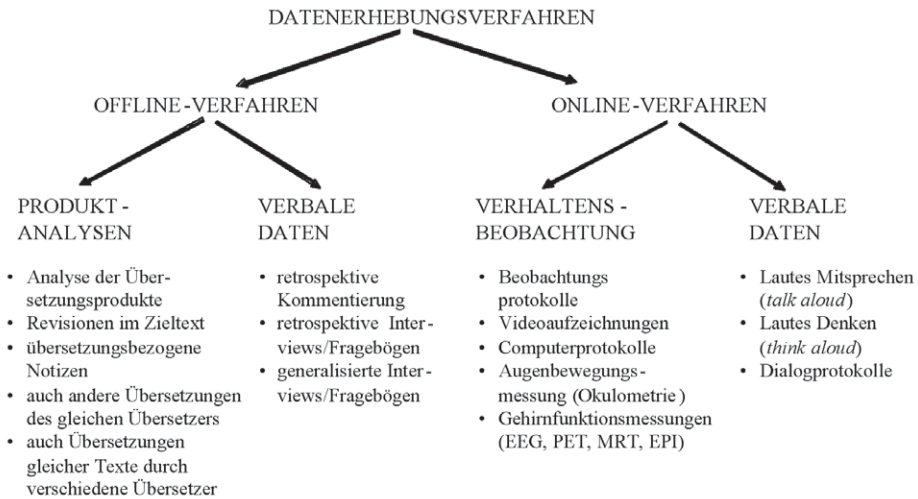 DATENERHEBUNGSVERFAHREN
OFFLINE-VERFAHREN
ONLINE-VERFAHREN
PRODUKT-
ANALYSEN
• Analyse der Über-
setzungsprodukte
• Revisionen im Zieltext
• übersetzungsbezogene
Notizen
• auch andere Übersetzungen
des gleichen Übersetzers
• auch Übersetzungen
gleicher Texte durch
verschiedene Übersetzer
VERBALE
DATEN
• retrospektive
Kommentierung
• retrospektive Inter-
views/Fragebögen
• generalisierte Inter-
views/Fragebögen
VERHALTENS-
BEOBACHTUNG
• Beobachtungs
protokolle
• Videoaufzeichnungen
• Computerprotokolle
• Augenbewegungs-
messung (Okulometrie)
• Gehirnfunktionsmessungen
(EEG, PET, MRT, EPI)
VERBALE
DATEN
• Lautes Mitsprechen
(talk aloud)
• Lautes Denken
(think aloud)
• Dialogprotokolle